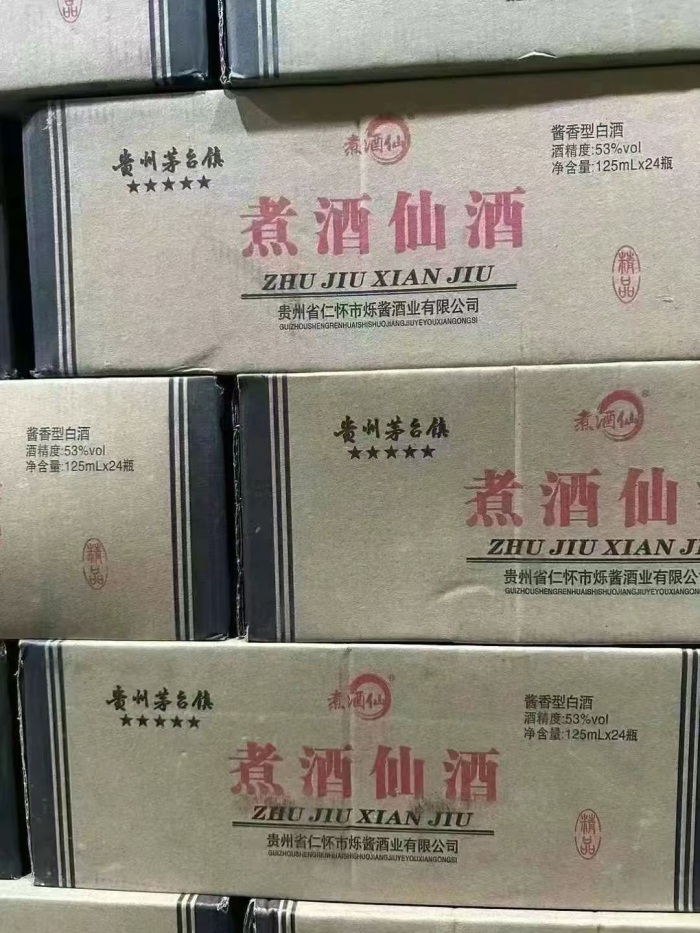 精
品
贵州茅台镇
★★★★★
煮酒仙®
酱香型白酒
酒精度:53%vol
净含量:125mLx24瓶
煮酒仙酒
ZHU JIU XIAN JIU
贵州省仁怀市烁酱酒业有限公司
GUIZHOUSHENGRENHUAISHISHUOJIANGJIUYEYOUXIANGONGSI
精
品
酱香型白酒
酒精度:53%vol
净含量:125mLx24瓶
精
品
贵州茅台镇
★★★★★
煮酒仙®
煮酒仙
ZHU JIU XIAN JI
贵州省仁怀市烁酱酒业有限公
GUIZHOUSHENGRENHUAISHISHUOJIANGJIUYEYOUXIANGON
贵州茅台镇
★★★★★
煮酒仙®
酱香型白酒
酒精度:53%vol
净含量:125mLx24瓶
煮酒仙酒
ZHU JIU XIAN JIU
贵州省仁怀市烁酱酒业有限公司
GUIZHOUSHENGRENHUAISHISHUOJIANGJIUYEYOUXIANGONGSI
精
品